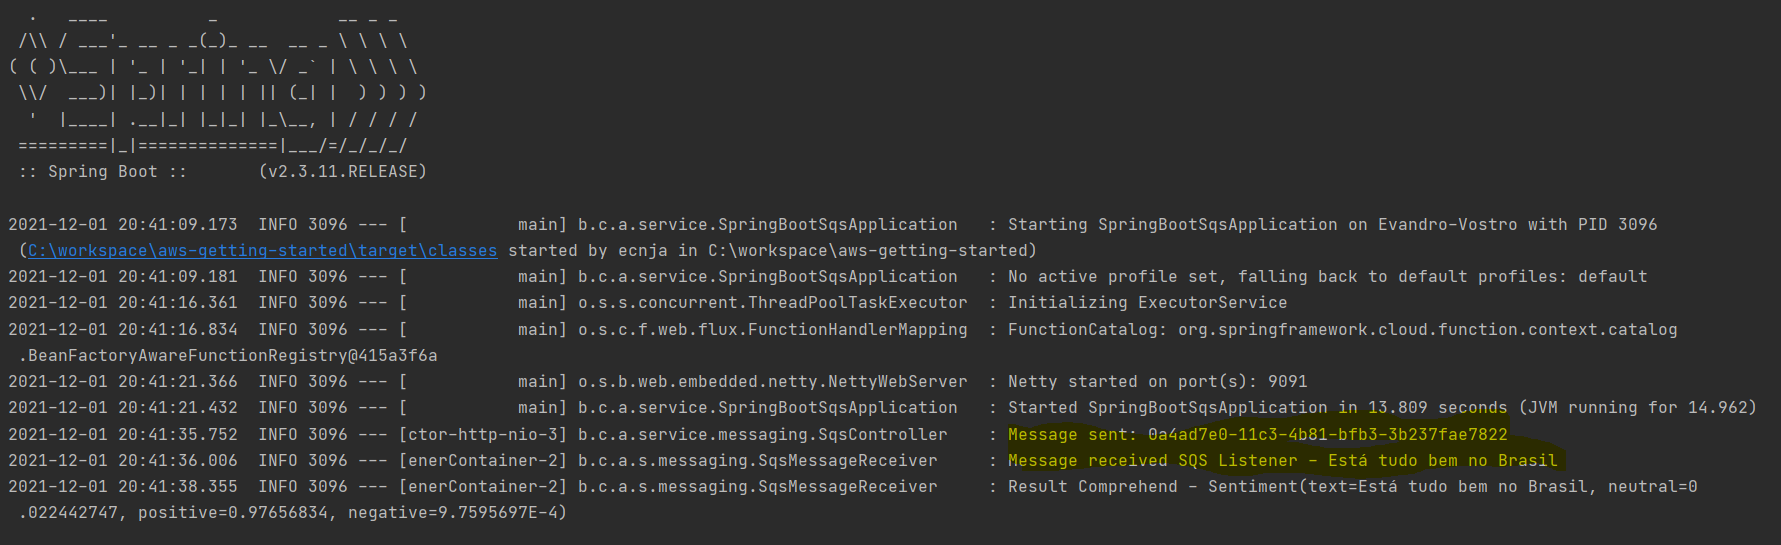 .   ____          _            __ _ _
 /\\ / ___'_ __ _ _(_)_ __  __ _ \ \ \ \
( ( )\___ | '_ | '_| | '_ \/ _` | \ \ \ \
 \\/  ___)| |_)| | | | | || (_| |  ) ) ) )
  '  |____| .__|_| |_|_| |_\__, | / / / /
 =========|_|==============|___/=/_/_/_/
 :: Spring Boot ::       (v2.3.11.RELEASE)
2021-12-01 20:41:09.173  INFO 3096 --- [           main] b.c.a.service.SpringBootSqsApplication   : Starting SpringBootSqsApplication on Evandro-Vostro with PID 3096
 (C:\workspace\aws-getting-started\target\classes started by ecnja in C:\workspace\aws-getting-started)
2021-12-01 20:41:09.181  INFO 3096 --- [           main] b.c.a.service.SpringBootSqsApplication   : No active profile set, falling back to default profiles: default
2021-12-01 20:41:16.361  INFO 3096 --- [           main] o.s.s.concurrent.ThreadPoolTaskExecutor  : Initializing ExecutorService
2021-12-01 20:41:16.834  INFO 3096 --- [           main] o.s.c.f.web.flux.FunctionHandlerMapping  : FunctionCatalog: org.springframework.cloud.function.context.catalog
 .BeanFactoryAwareFunctionRegistry@415a3f6a
2021-12-01 20:41:21.366  INFO 3096 --- [           main] o.s.b.web.embedded.netty.NettyWebServer  : Netty started on port(s): 9091
2021-12-01 20:41:21.432  INFO 3096 --- [           main] b.c.a.service.SpringBootSqsApplication   : Started SpringBootSqsApplication in 13.809 seconds (JVM running for 14.962)
2021-12-01 20:41:35.752  INFO 3096 --- [ctor-http-nio-3] b.c.a.service.messaging.SqsController    : Message sent: 0a4ad7e0-11c3-4b81-bfb3-3b237fae7822
2021-12-01 20:41:36.006  INFO 3096 --- [enerContainer-2] b.c.a.s.messaging.SqsMessageReceiver     : Message received SQS Listener - Está tudo bem no Brasil
2021-12-01 20:41:38.355  INFO 3096 --- [enerContainer-2] b.c.a.s.messaging.SqsMessageReceiver     : Result Comprehend - Sentiment(text=Está tudo bem no Brasil, neutral=0
 .022442747, positive=0.97656834, negative=9.7595697E-4)